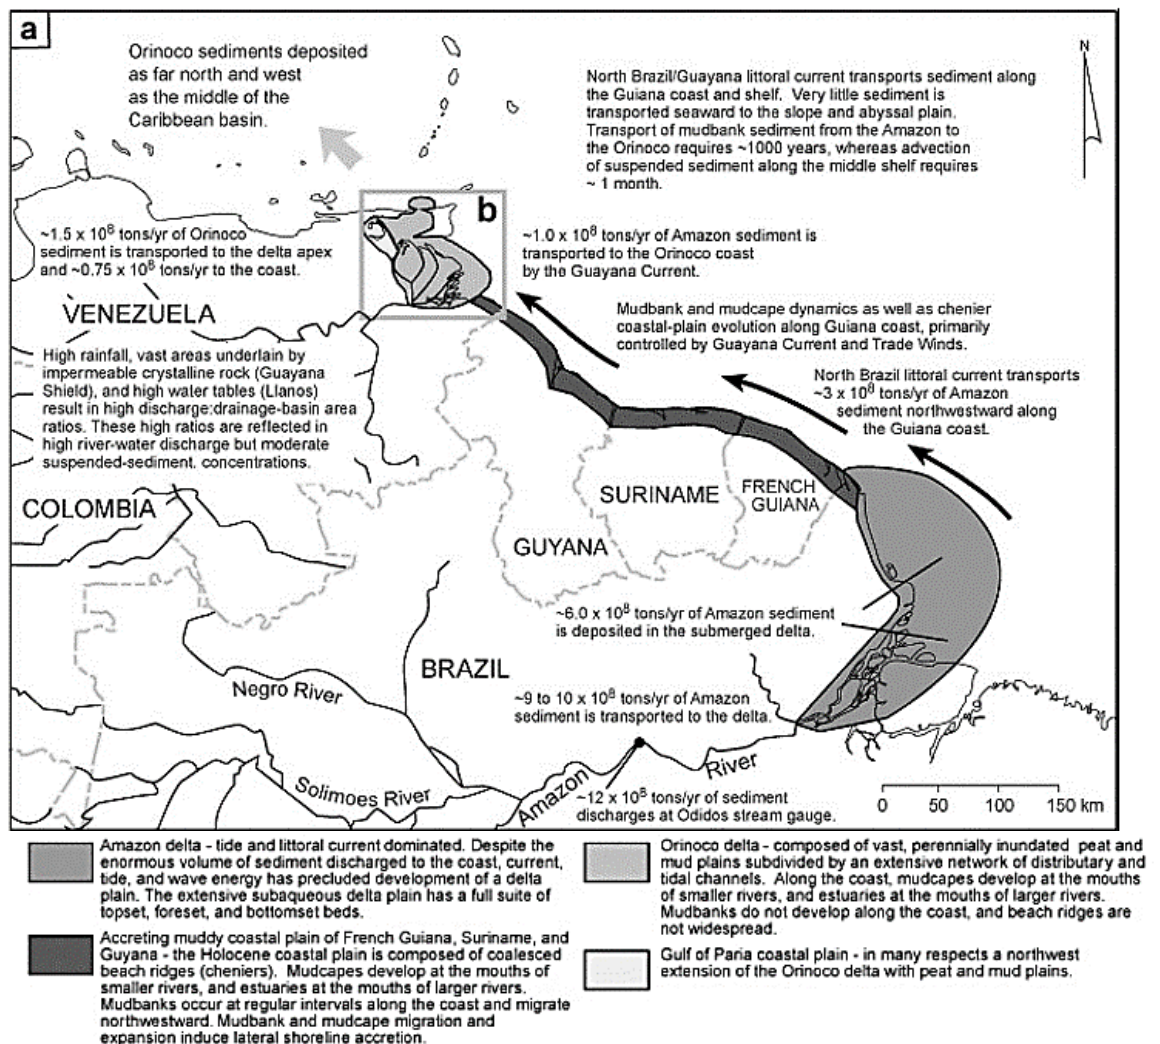 a
Orinoco sediments deposited
as far north and west
as the middle of the
Caribbean basin.
North Brazil/Guayana littoral current transports sediment along
the Guiana coast and shelf. Very little sediment is
transported seaward to the slope and abyssal plain.
Transport of mudbank sediment from the Amazon to
the Orinoco requires ~1000 years, whereas advection
of suspended sediment along the middle shelf requires
~ 1 month.
N
b
~1.5 x 10⁸ tons/yr of Orinoco
sediment is transported to the delta apex
and ~0.75 x 10⁸ tons/yr to the coast.
~1.0 x 10⁸ tons/yr of Amazon sediment is
transported to the Orinoco coast
by the Guayana Current.
VENEZUELA
Mudbank and mudcape dynamics as well as chenier
coastal-plain evolution along Guiana coast, primarily
controlled by Guayana Current and Trade Winds.
High rainfall, vast areas underlain by
impermeable crystalline rock (Guayana
Shield), and high water tables (Llanos)
result in high discharge:drainage-basin area
ratios. These high ratios are reflected in
high river-water discharge but moderate
suspended-sediment. concentrations.
North Brazil littoral current transports
~3 x 10⁸ tons/yr of Amazon
sediment northwestward along
the Guiana coast.
COLOMBIA
SURINAME
FRENCH
GUIANA
GUYANA
~6.0 x 10⁸ tons/yr of Amazon sediment
is deposited in the submerged delta.
BRAZIL
Negro River
~9 to 10 x 10⁸ tons/yr of Amazon
sediment is transported to the delta.
Solimoes River
Amazon River
~12 x 10⁸ tons/yr of sediment
discharges at Odidos stream gauge.
0 50 100 150 km
Amazon delta - tide and littoral current dominated. Despite the
enormous volume of sediment discharged to the coast, current,
tide, and wave energy has precluded development of a delta
plain. The extensive subaqueous delta plain has a full suite of
topset, foreset, and bottomset beds.
Accreting muddy coastal plain of French Guiana, Suriname, and
Guyana - the Holocene coastal plain is composed of coalesced
beach ridges (cheniers). Mudcapes develop at the mouths of
smaller rivers, and estuaries at the mouths of larger rivers.
Mudbanks occur at regular intervals along the coast and migrate
northwestward. Mudbank and mudcape migration and
expansion induce lateral shoreline accretion.
Orinoco delta - composed of vast, perennially inundated peat and
mud plains subdivided by an extensive network of distributary and
tidal channels. Along the coast, mudcapes develop at the mouths
of smaller rivers, and estuaries at the mouths of larger rivers.
Mudbanks do not develop along the coast, and beach ridges are
not widespread.
Gulf of Paria coastal plain - in many respects a northwest
extension of the Orinoco delta with peat and mud plains.